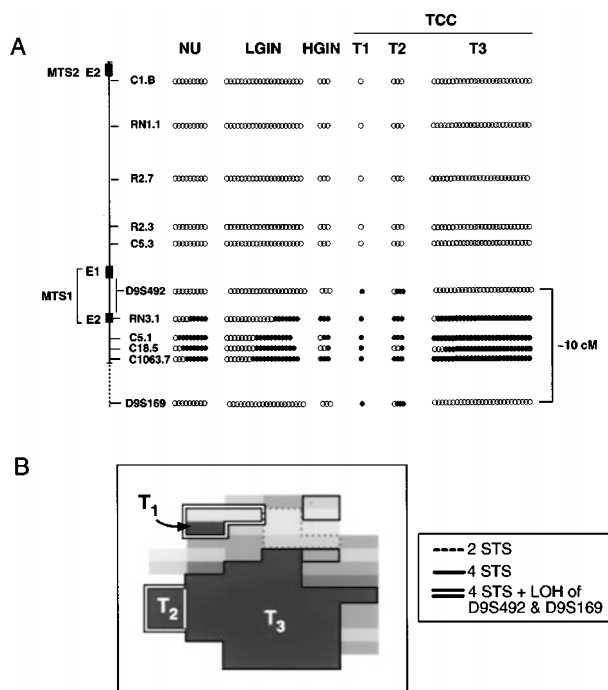 A
TCC
NU LGIN HGIN T1 T2 T3
MTS2 E2
C1.B
RN1.1
R2.7
R2.3
C5.3
E1
MTS1
D9S492
E2 RN3.1
C5.1
C18.5
C1063.7
D9S169
~10 cM
B
T1
T2
T3
2 STS
4 STS
4 STS + LOH of
D9S492 & D9S169